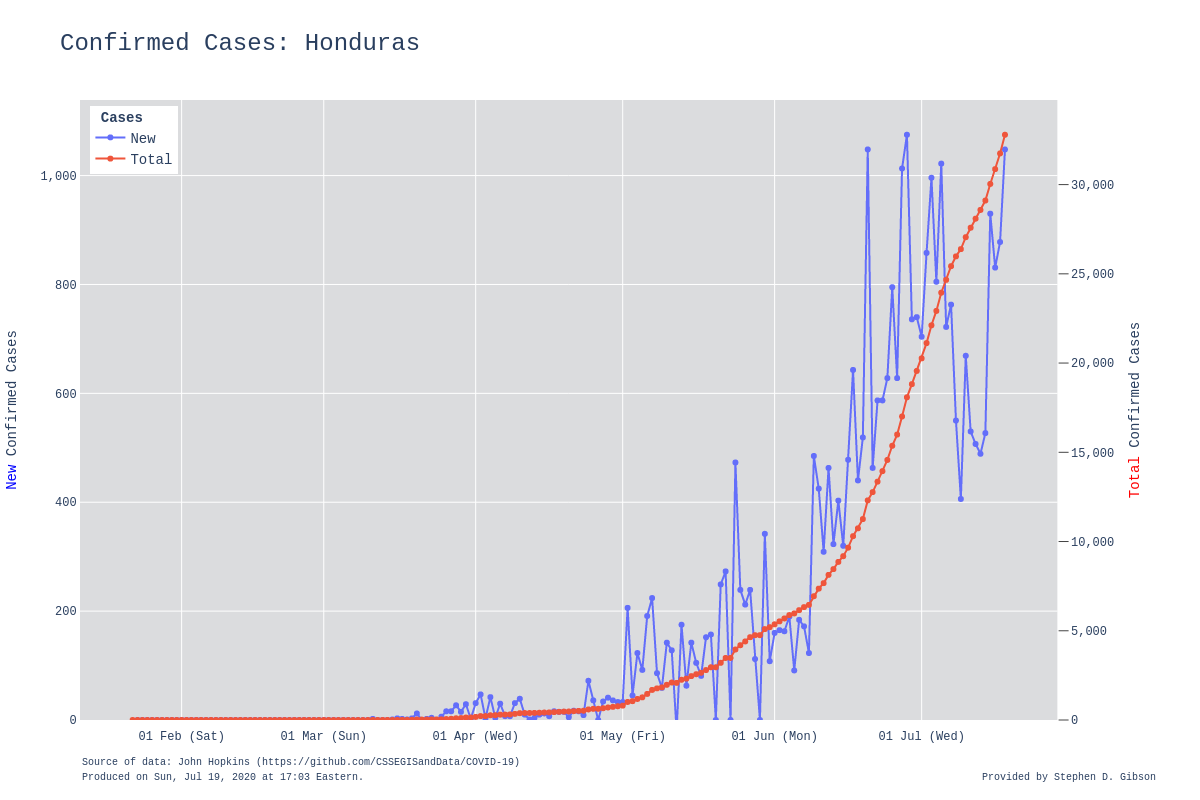 Confirmed Cases: Honduras
Cases
New
Total
1,000
800
600
400
200
0
New Confirmed Cases
30,000
25,000
20,000
15,000
10,000
5,000
0
Total Confirmed Cases
01 Feb (Sat)
01 Mar (Sun)
01 Apr (Wed)
01 May (Fri)
01 Jun (Mon)
01 Jul (Wed)
Source of data: John Hopkins (https://github.com/CSSEGISandData/COVID-19)
Produced on Sun, Jul 19, 2020 at 17:03 Eastern.
Provided by Stephen D. Gibson